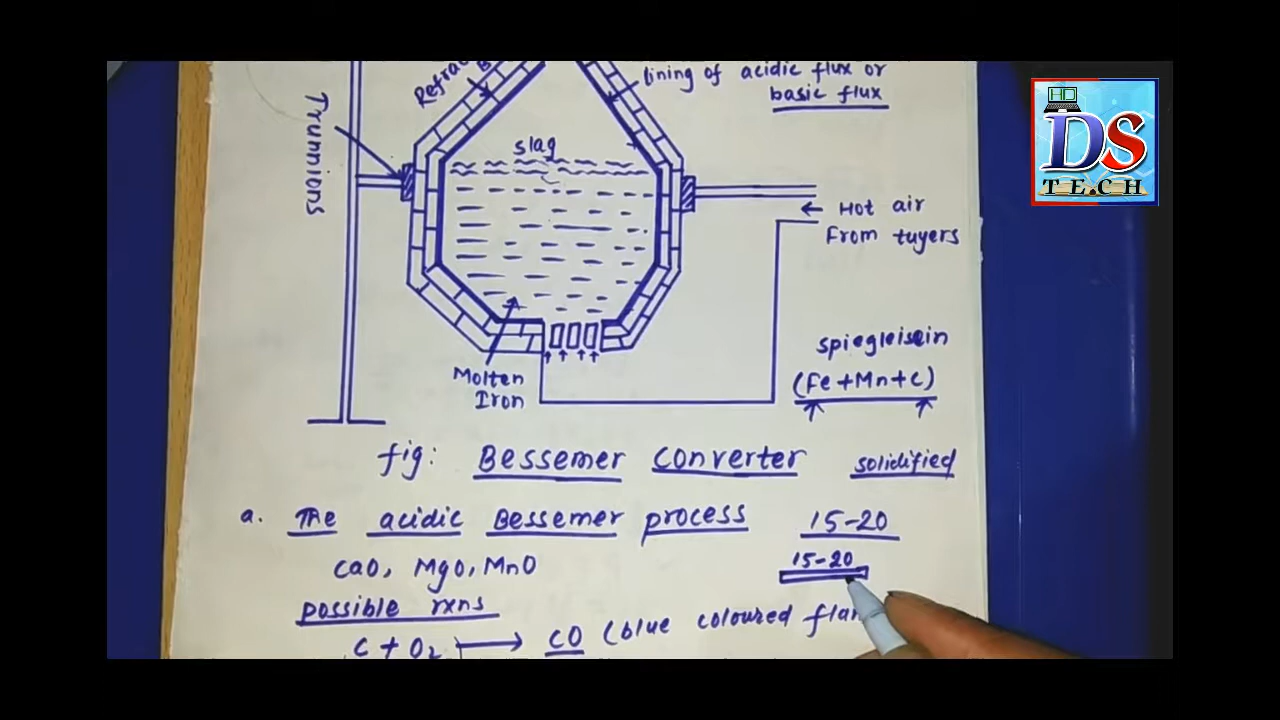 Refrac
lining of acidic flux or
basic flux
DS
TECH
Trunnions
slag
Hot air
From tuyers
spiegleisein
(Fe+Mn+C)
Molten
Iron
fig: Bessemer converter
solidified
a. The acidic Bessemer process
15-20
CaO, MgO, MnO
15-20
possible rxns
C + O2 → CO (blue coloured flam